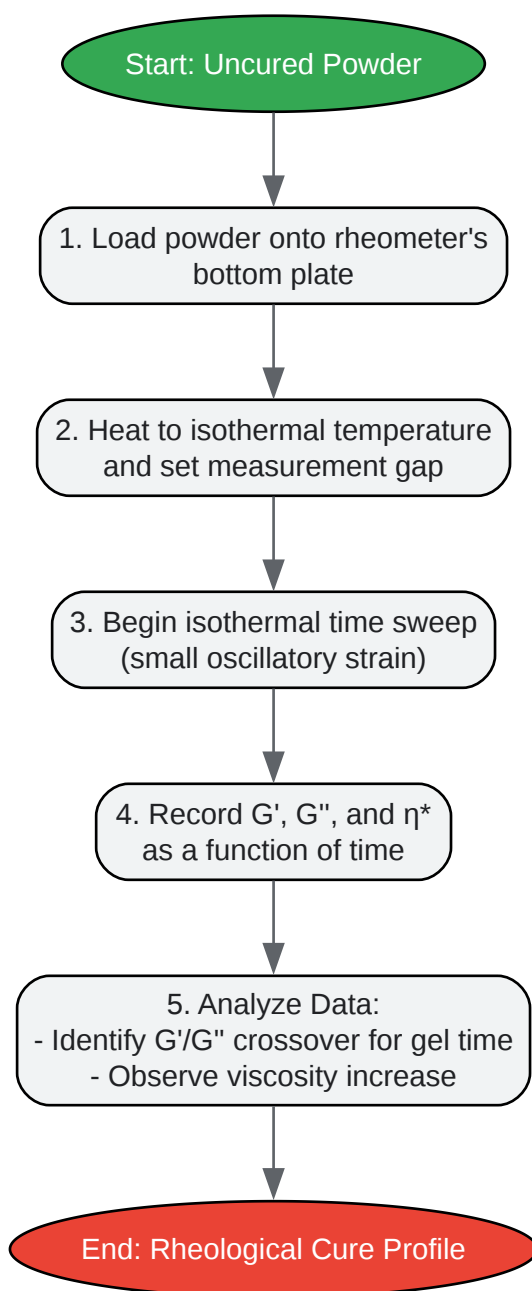 Start: Uncured Powder
1. Load powder onto rheometer's
bottom plate
2. Heat to isothermal temperature
and set measurement gap
3. Begin isothermal time sweep
(small oscillatory strain)
4. Record G', G", and η*
as a function of time
5. Analyze Data:
- Identify G'/G" crossover for gel time
- Observe viscosity increase
End: Rheological Cure Profile